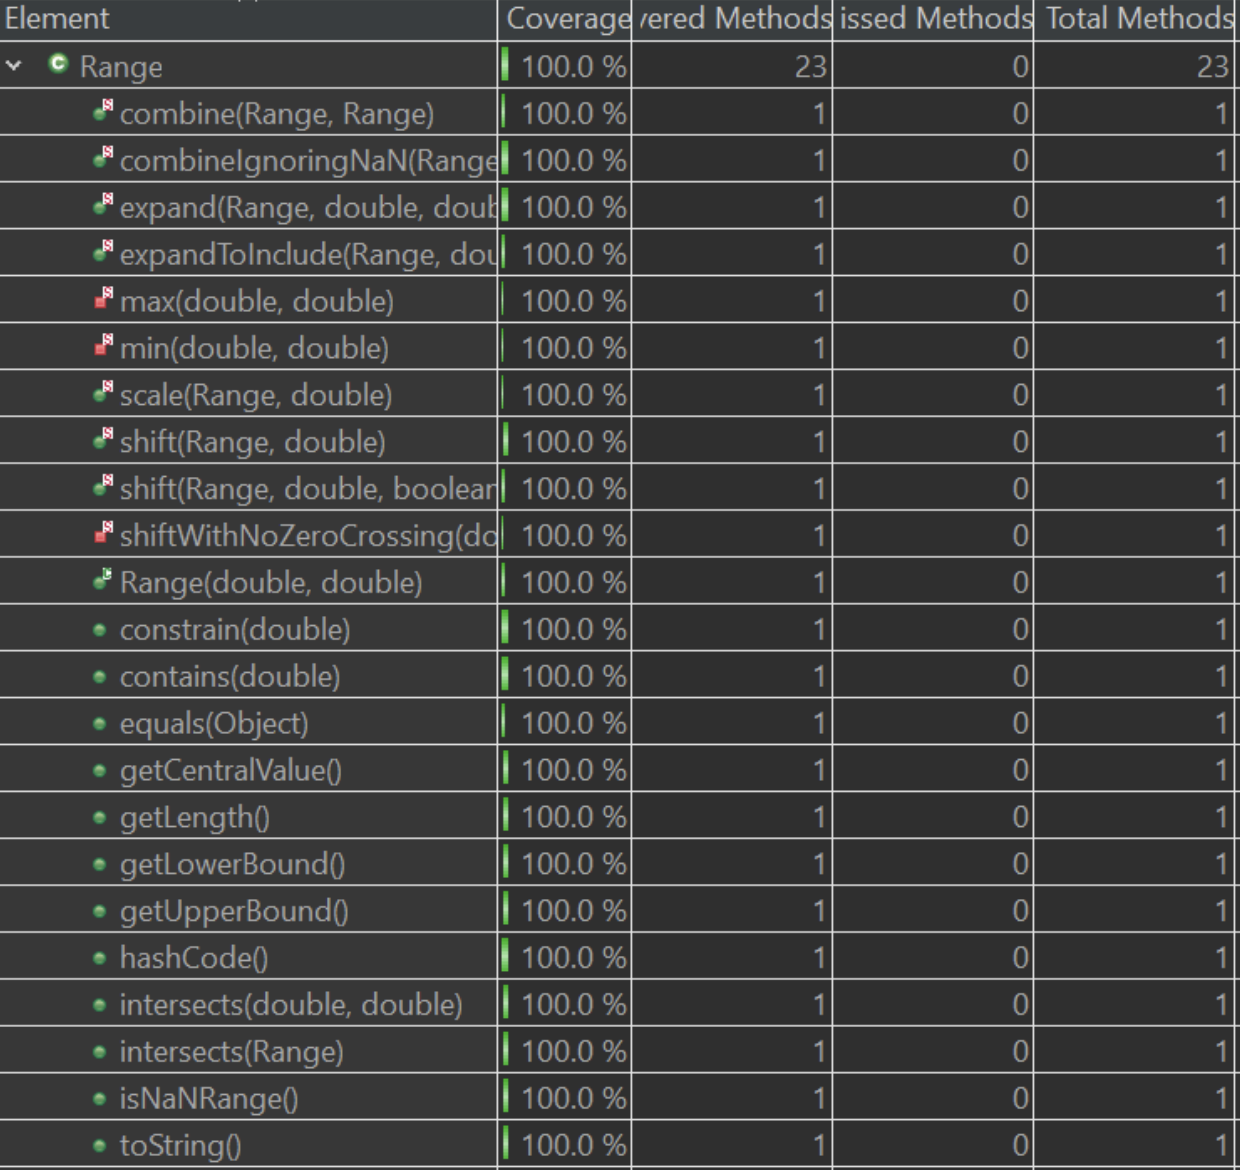 Element Coverage vered Methods issed Methods Total Methods
Range 100.0 % 23 0 23
combine(Range, Range) 100.0 % 1 0 1
combineIgnoringNaN(Range 100.0 % 1 0 1
expand(Range, double, doub 100.0 % 1 0 1
expandToInclude(Range, dou 100.0 % 1 0 1
max(double, double) 100.0 % 1 0 1
min(double, double) 100.0 % 1 0 1
scale(Range, double) 100.0 % 1 0 1
shift(Range, double) 100.0 % 1 0 1
shift(Range, double, boolean 100.0 % 1 0 1
shiftWithNoZeroCrossing(do 100.0 % 1 0 1
Range(double, double) 100.0 % 1 0 1
constrain(double) 100.0 % 1 0 1
contains(double) 100.0 % 1 0 1
equals(Object) 100.0 % 1 0 1
getCentralValue() 100.0 % 1 0 1
getLength() 100.0 % 1 0 1
getLowerBound() 100.0 % 1 0 1
getUpperBound() 100.0 % 1 0 1
hashCode() 100.0 % 1 0 1
intersects(double, double) 100.0 % 1 0 1
intersects(Range) 100.0 % 1 0 1
isNaNRange() 100.0 % 1 0 1
toString() 100.0 % 1 0 1